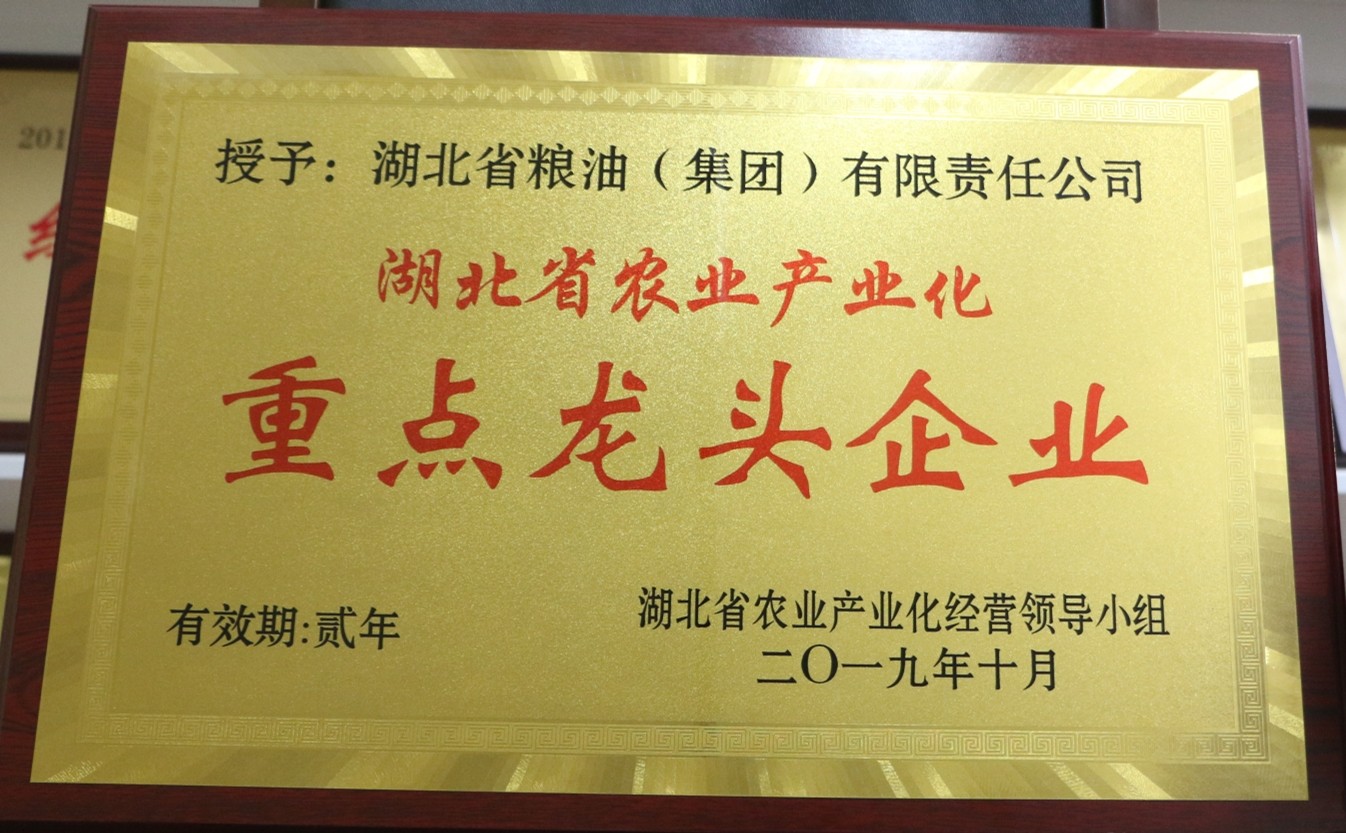 授予：湖北省粮油（集团）有限责任公司
湖北省农业产业化
重点龙头企业
有效期:贰年
湖北省农业产业化经营领导小组
二〇一九年十月
201